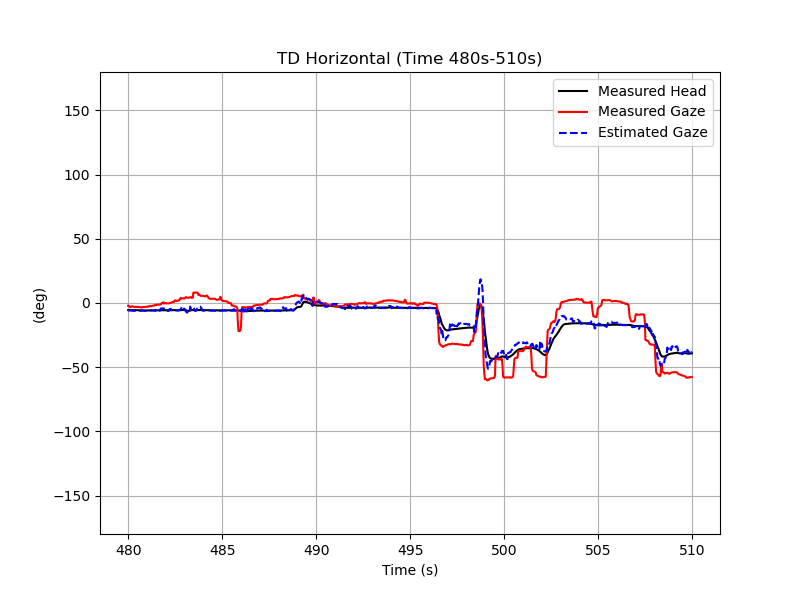 TD Horizontal (Time 480s-510s)
Measured Head
Measured Gaze
Estimated Gaze
150
100
50
0
−50
−100
−150
(deg)
480 485 490 495 500 505 510
Time (s)